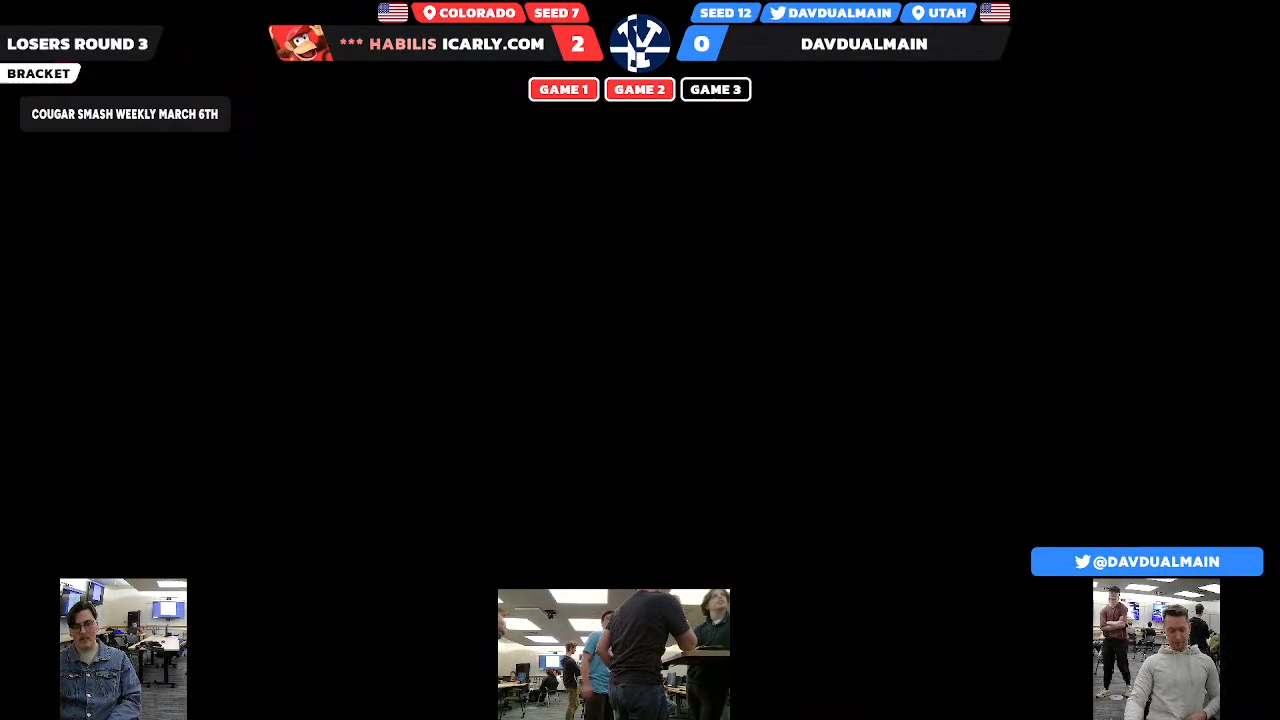 COLORADO SEED 7
SEED 12 DAVDUALMAIN UTAH
LOSERS ROUND 3
*** HABILIS ICARLY.COM 2
0 DAVDUALMAIN
BRACKET
GAME 1 GAME 2 GAME 3
COUGAR SMASH WEEKLY MARCH 6TH
@DAVDUALMAIN